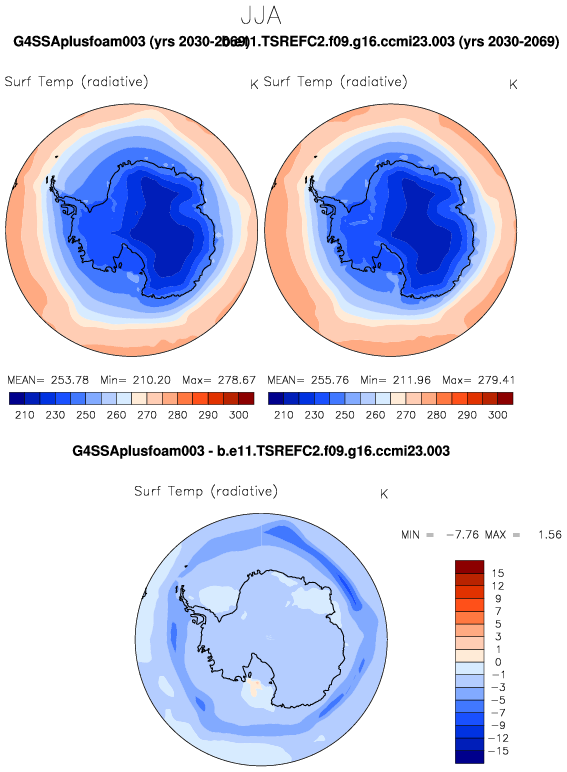 JJA
G4SSAplusfoam003 (yrs 2030-2069) b.e11.TSREFC2.f09.g16.ccmi23.003 (yrs 2030-2069)
Surf Temp (radiative) K Surf Temp (radiative) K
MEAN= 253.78 Min= 210.20 Max= 278.67 MEAN= 255.76 Min= 211.96 Max= 279.41
210 230 250 260 270 280 290 300 210 230 250 260 270 280 290 300
G4SSAplusfoam003 - b.e11.TSREFC2.f09.g16.ccmi23.003
Surf Temp (radiative) K
MIN = -7.76 MAX = 1.56
15
12
9
7
5
3
1
0
-1
-3
-5
-7
-9
-12
-15